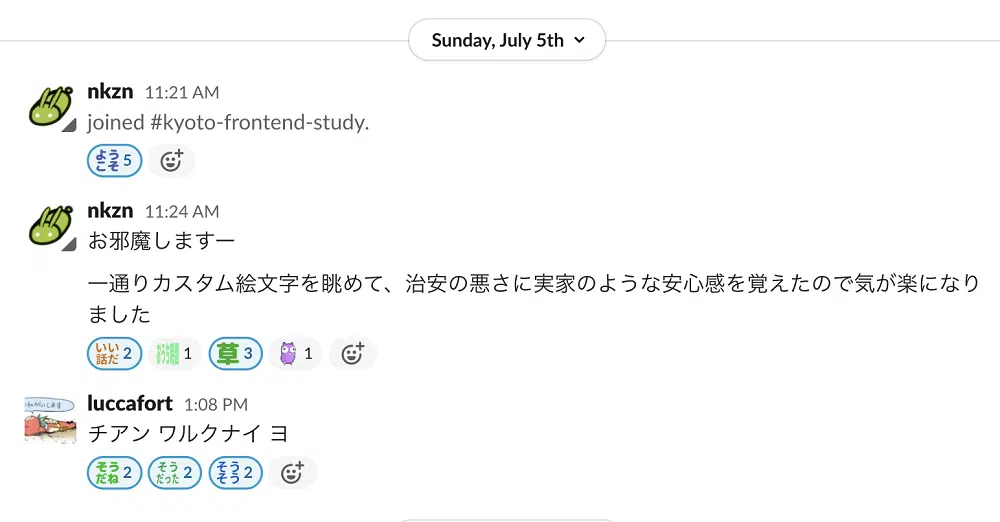 Sunday, July 5th
nkzn 11:21 AM
joined #kyoto-frontend-study.
ようこそ 5
nkzn 11:24 AM
お邪魔しますー
一通りカスタム絵文字を眺めて、治安の悪さに実家のような安心感を覚えたので気が楽になり
ました
いい話だ 2 1 草 3 1
luccafort 1:08 PM
チアン ワルクナイ ヨ
そうだね 2 そうだった 2 そうそう 2